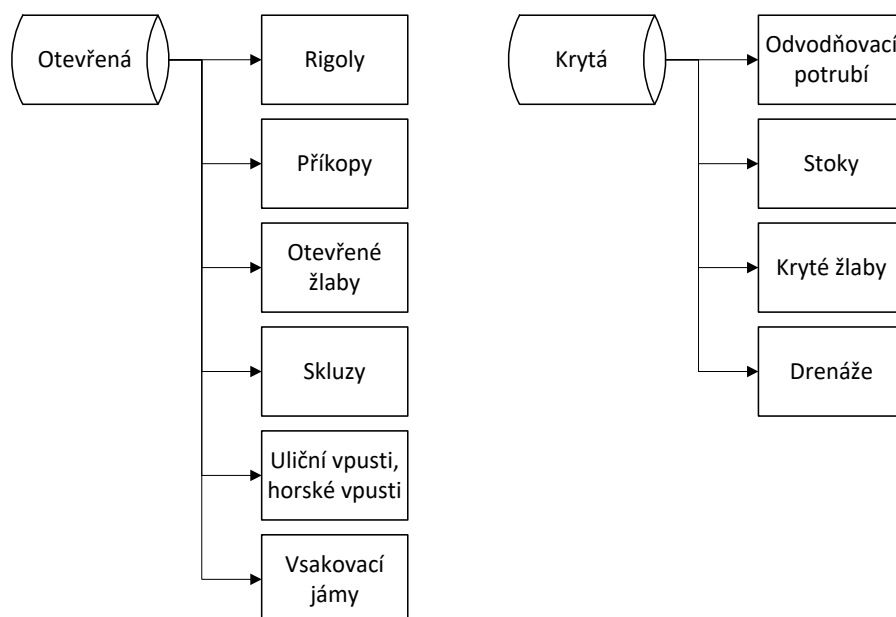 Otevřená
Rigoly
Příkopy
Otevřené
žlaby
Skluzy
Uliční vpusti,
horské vpusti
Vsakovací
jámy
Krytá
Odvodňovací
potrubí
Stoky
Kryté žlaby
Drenáže